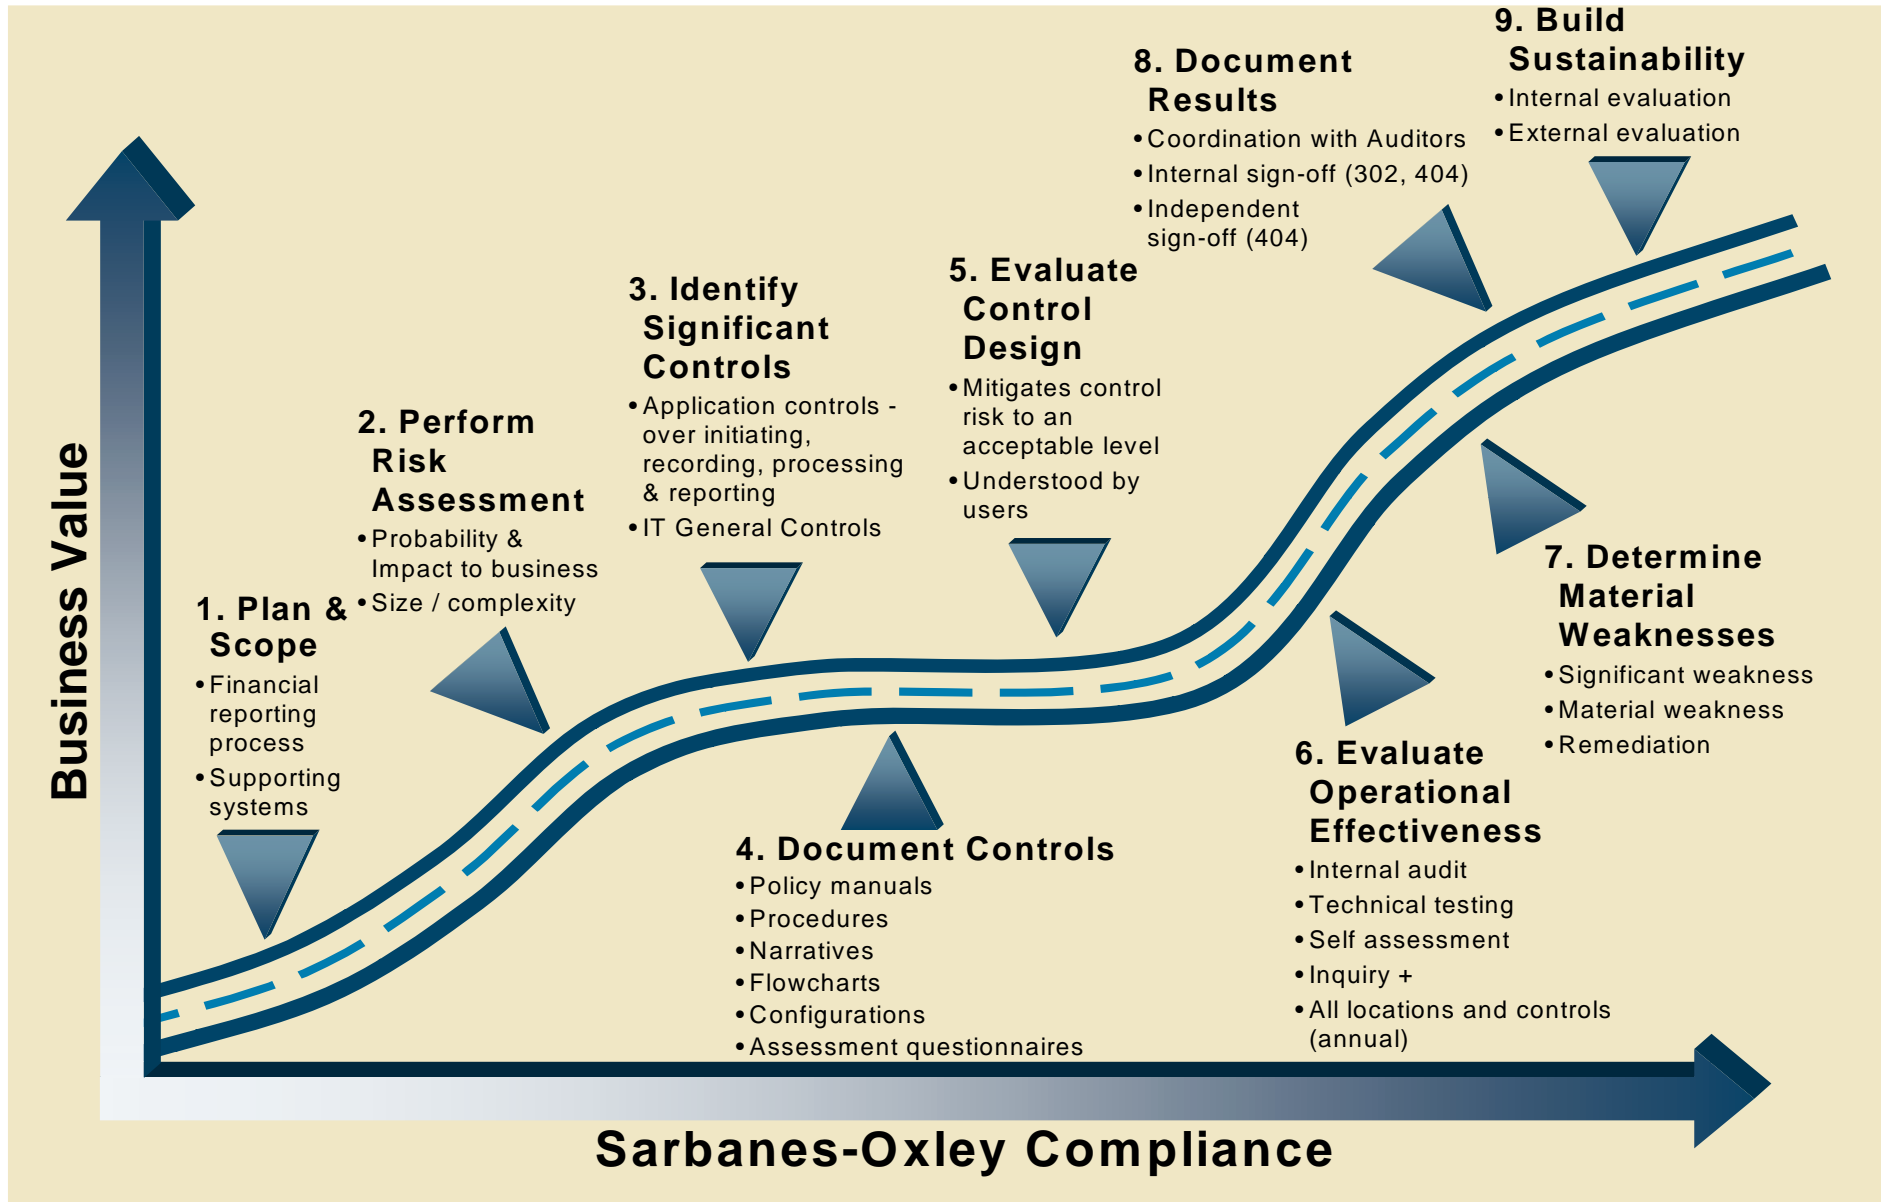 Business Value
1. Plan &
Scope
• Financial
reporting
process
• Supporting
systems
2. Perform
Risk
Assessment
• Probability &
Impact to business
• Size / complexity
3. Identify
Significant
Controls
• Application controls -
over initiating,
recording, processing
& reporting
• IT General Controls
4. Document Controls
• Policy manuals
• Procedures
• Narratives
• Flowcharts
• Configurations
• Assessment questionnaires
5. Evaluate
Control
Design
• Mitigates control
risk to an
acceptable level
• Understood by
users
6. Evaluate
Operational
Effectiveness
• Internal audit
• Technical testing
• Self assessment
• Inquiry +
• All locations and controls
(annual)
7. Determine
Material
Weaknesses
• Significant weakness
• Material weakness
• Remediation
8. Document
Results
• Coordination with Auditors
• Internal sign-off (302, 404)
• Independent
sign-off (404)
9. Build
Sustainability
• Internal evaluation
• External evaluation
Sarbanes-Oxley Compliance